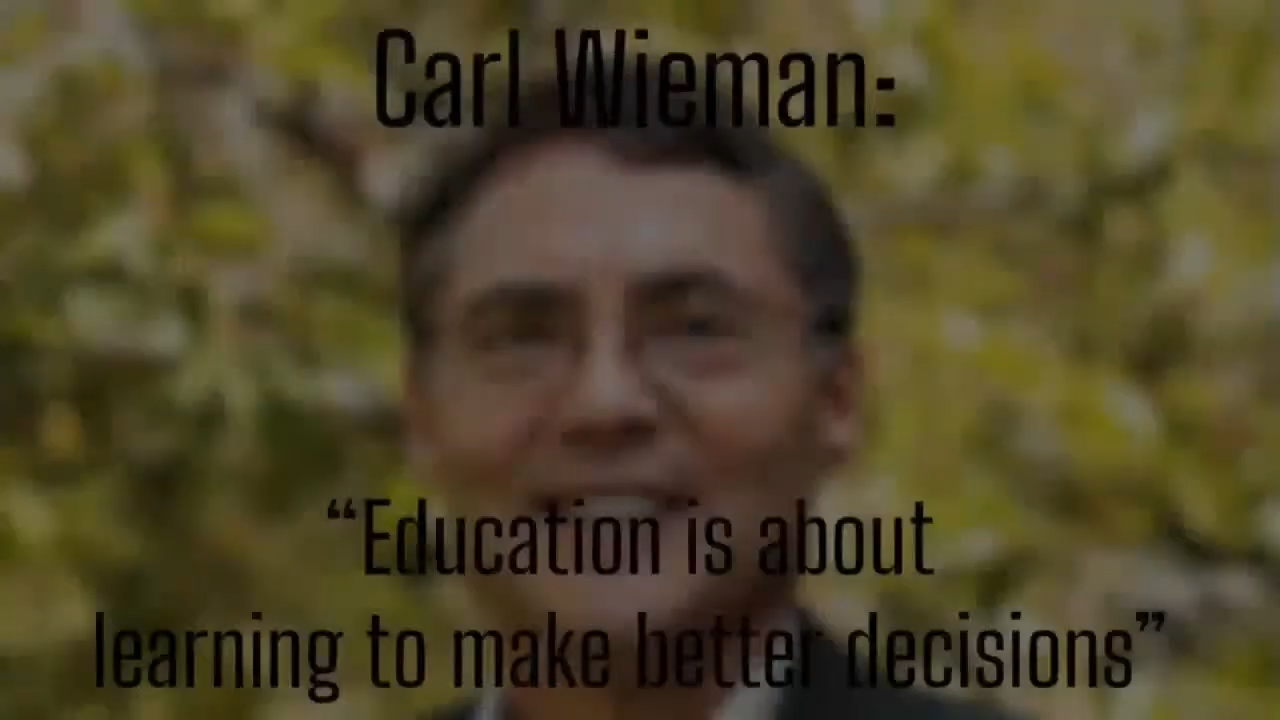 Carl Wieman:
“Education is about
learning to make better decisions”